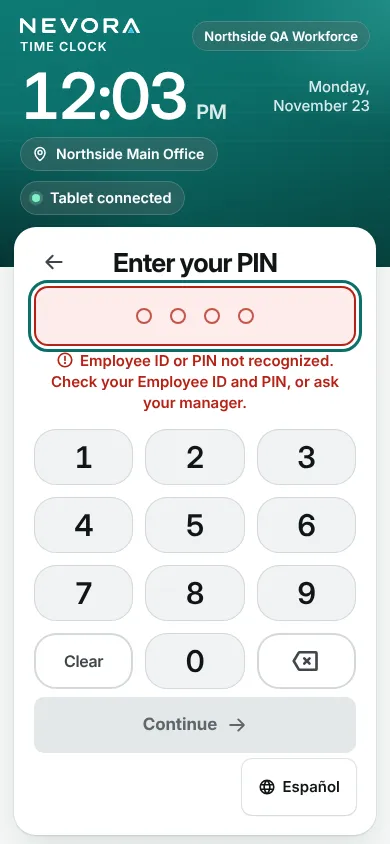 NEVORA
TIME CLOCK
Northside QA Workforce
12:03 PM
Monday,
November 23
Northside Main Office
Tablet connected
Enter your PIN
Employee ID or PIN not recognized.
Check your Employee ID and PIN, or ask
your manager.
1 2 3
4 5 6
7 8 9
Clear 0
Continue
Español